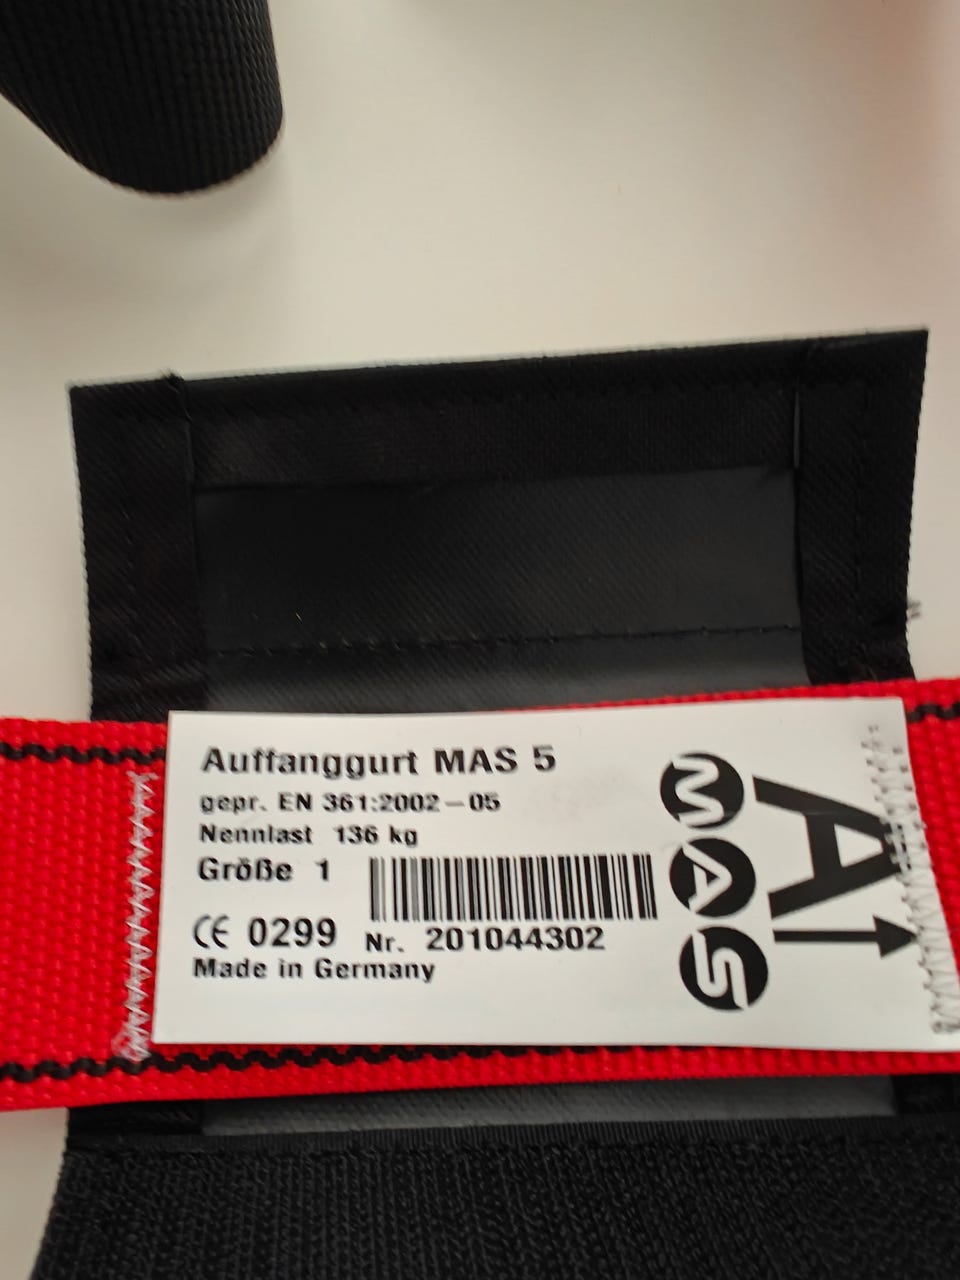 Auffanggurt MAS 5
gepr. EN 361:2002-05
Nennlast 136 kg
Größe 1
CE 0299 Nr. 201044302
Made in Germany
MAS
A